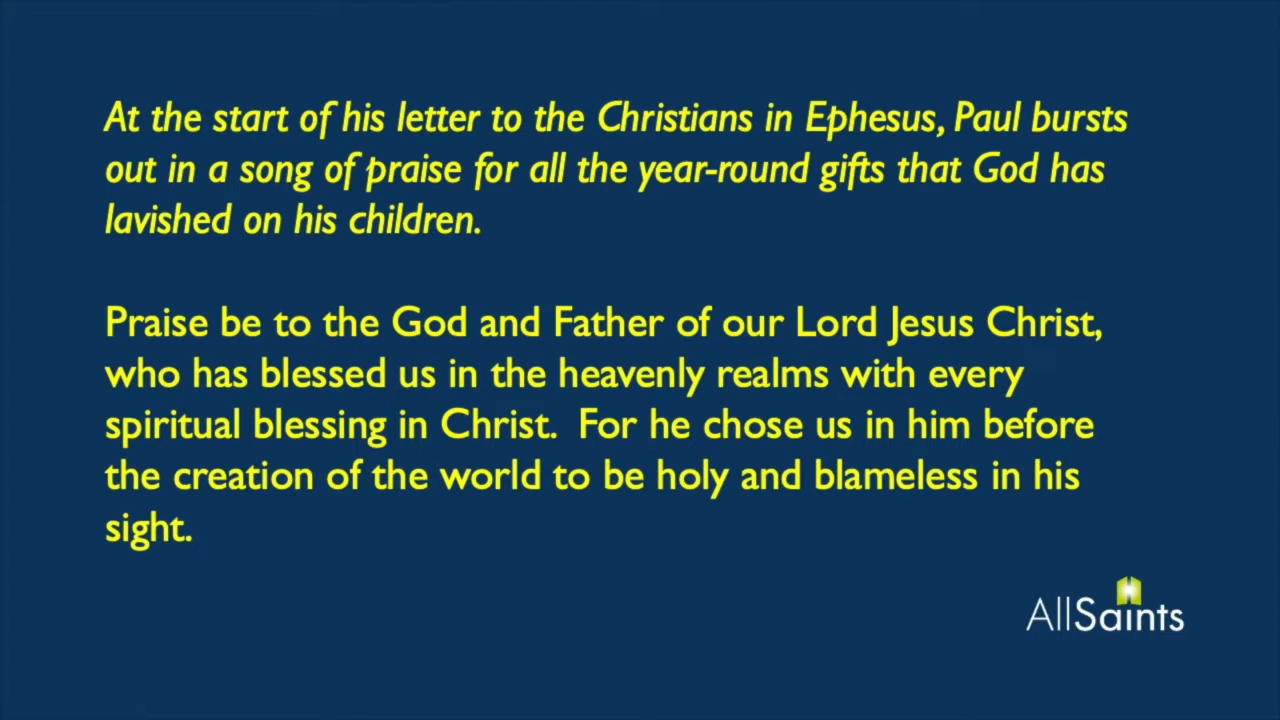 At the start of his letter to the Christians in Ephesus, Paul bursts
out in a song of praise for all the year-round gifts that God has
lavished on his children.
Praise be to the God and Father of our Lord Jesus Christ,
who has blessed us in the heavenly realms with every
spiritual blessing in Christ.  For he chose us in him before
the creation of the world to be holy and blameless in his
sight.
AllSaints